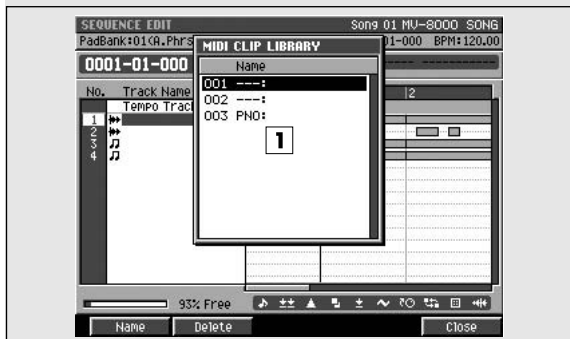 SEQUENCE EDIT Song 01 MV-8000 SONG
PadBank:01(A.Phrs 01-000 BPM:120.00
MIDI CLIP LIBRARY
0001-01-000
Name
No. Track Name 2
Tempo Trac
001 ---:
002 ---:
003 PNO:
1
1
2
3
4
93% Free
Name Delete Close